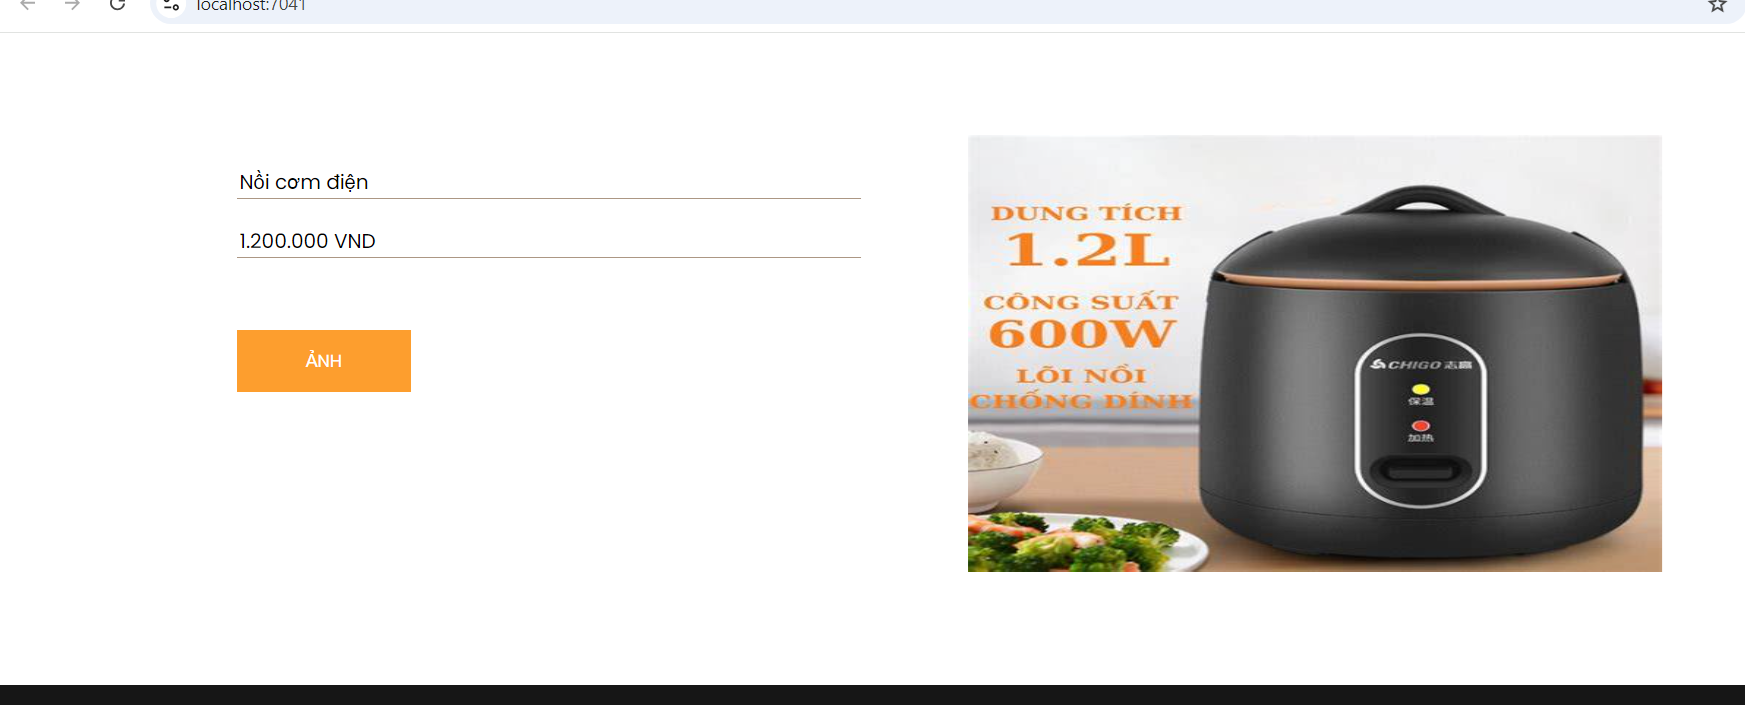 localhost:7041
Nồi cơm điện
1.200.000 VND
ẢNH
DUNG TÍCH
1.2L
CÔNG SUẤT
600W
LÕI NỒI
CHỐNG DÍNH
CHIGO 志高
保温
加热